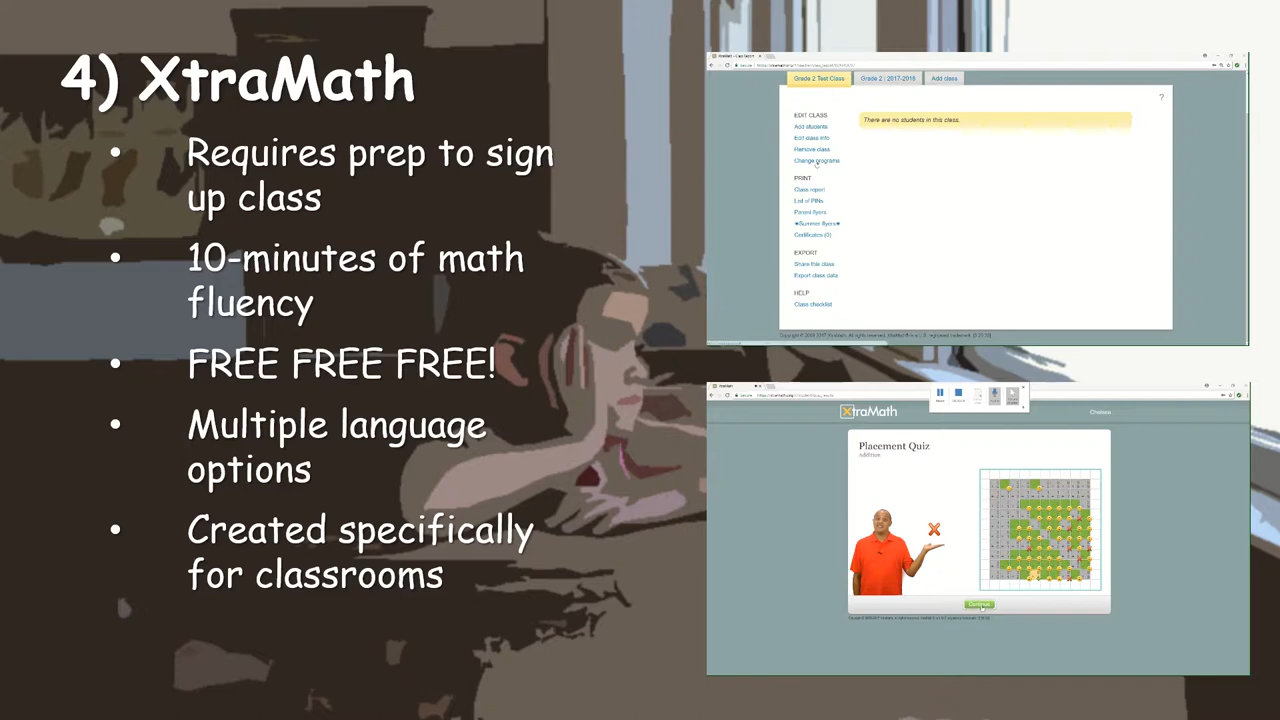 4) XtraMath
• Requires prep to sign
up class
• 10-minutes of math
fluency
• FREE FREE FREE!
• Multiple language
options
• Created specifically
for classrooms
Grade 2 Test Class
Grade 2 | 2017-2018
Add class
?
EDIT CLASS
Add students
Edit class info
Remove class
Change programs
There are no students in this class.
PRINT
Class report
List of PINs
Parent flyers
★Summer flyers★
Certificates (0)
EXPORT
Share this class
Export class data
HELP
Class checklist
XtraMath
Chelsea
Placement Quiz
Addition
Continue